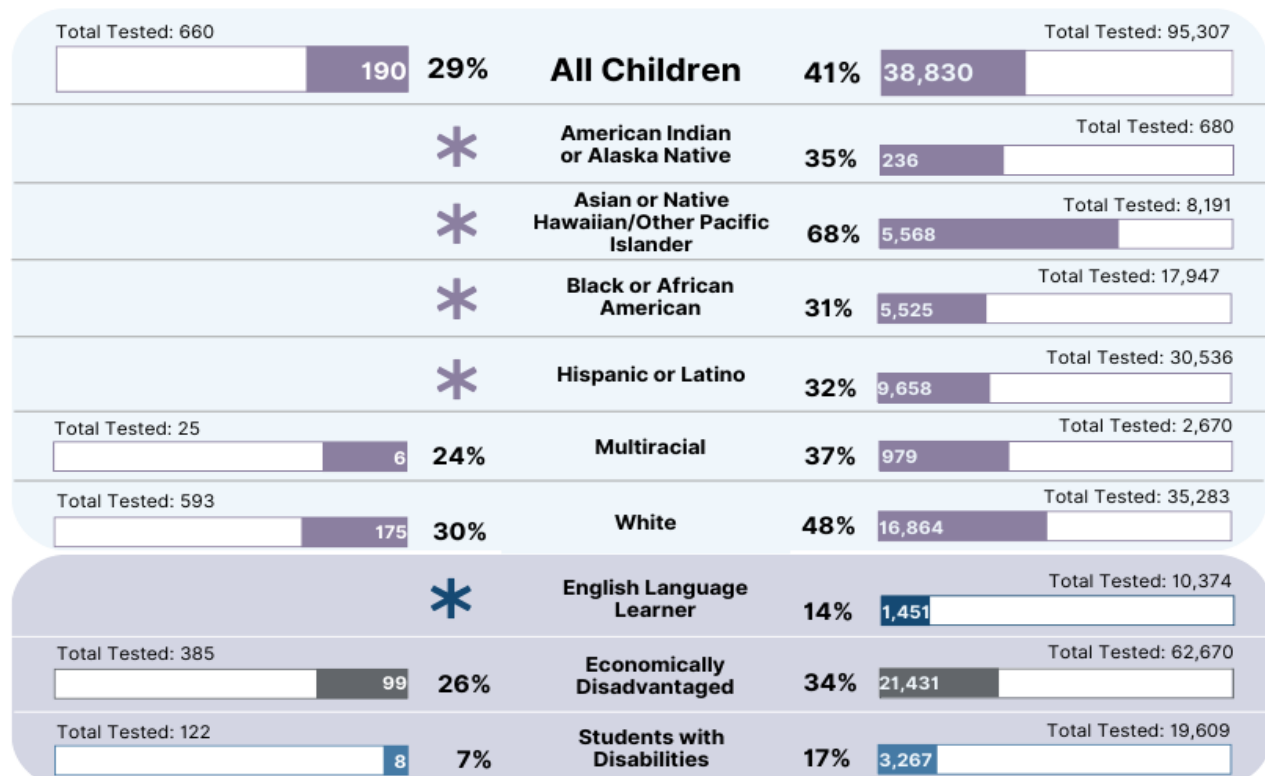 Total Tested: 660
Total Tested: 95,307
190 29% All Children 41% 38,830
American Indian
or Alaska Native
Total Tested: 680
35% 236
Asian or Native
Hawaiian/Other Pacific
Islander
Total Tested: 8,191
68% 5,568
Black or African
American
Total Tested: 17,947
31% 5,525
Hispanic or Latino
Total Tested: 30,536
32% 9,658
Total Tested: 25
Total Tested: 2,670
6 24% Multiracial 37% 979
Total Tested: 593
Total Tested: 35,283
175 30% White 48% 16,864
English Language
Learner
Total Tested: 10,374
14% 1,451
Total Tested: 385
Total Tested: 62,670
99 26%
Economically
Disadvantaged
34% 21,431
Total Tested: 122
Total Tested: 19,609
8 7%
Students with
Disabilities
17% 3,267